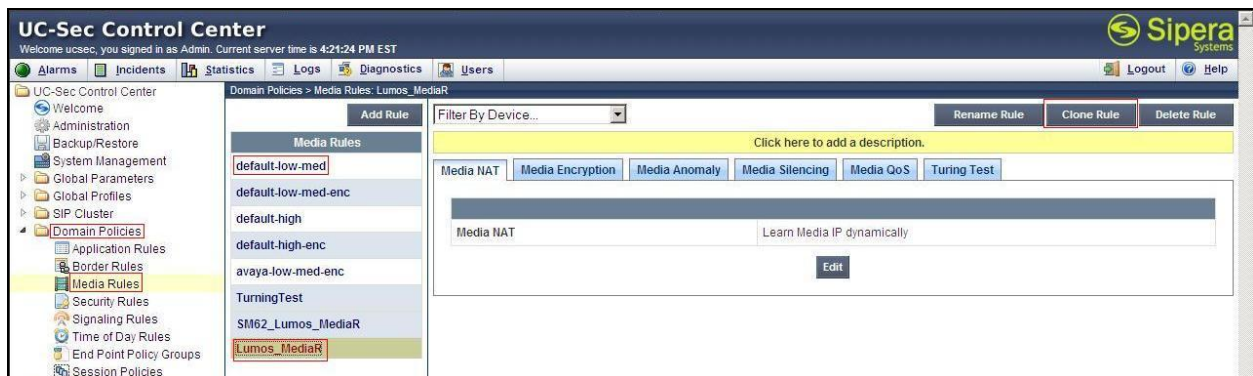 UC-Sec Control Center
Welcome ucsec, you signed in as Admin. Current server time is 4:21:24 PM EST
Sipera
Systems
Alarms Incidents Statistics Logs Diagnostics Users Logout Help
UC-Sec Control Center
Welcome
Administration
Backup/Restore
System Management
Global Parameters
Global Profiles
SIP Cluster
Domain Policies
Application Rules
Border Rules
Media Rules
Security Rules
Signaling Rules
Time of Day Rules
End Point Policy Groups
Session Policies
Domain Policies > Media Rules: Lumos_MediaR
Add Rule
Media Rules
default-low-med
default-low-med-enc
default-high
default-high-enc
avaya-low-med-enc
TurningTest
SM62_Lumos_MediaR
Lumos_MediaR
Filter By Device...
Rename Rule Clone Rule Delete Rule
Click here to add a description.
Media NAT Media Encryption Media Anomaly Media Silencing Media QoS Turing Test
Media NAT Learn Media IP dynamically
Edit